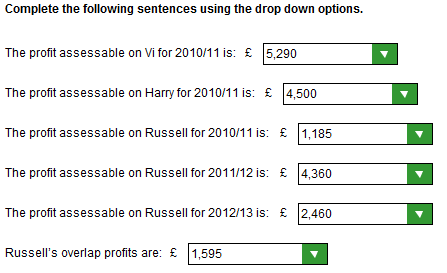 Complete the following sentences using the drop down options.
The profit assessable on Vi for 2010/11 is: £ 5,290
The profit assessable on Harry for 2010/11 is: £ 4,500
The profit assessable on Russell for 2010/11 is: £ 1,185
The profit assessable on Russell for 2011/12 is: £ 4,360
The profit assessable on Russell for 2012/13 is: £ 2,460
Russell's overlap profits are: £ 1,595